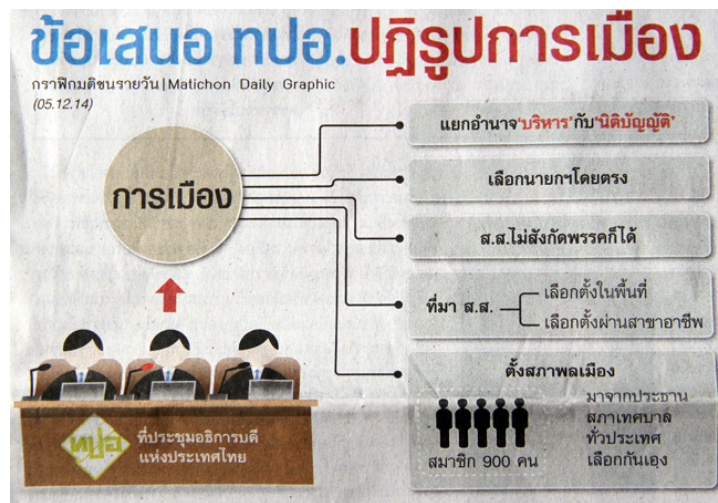 ข้อเสนอ ทปอ.ปฏิรูปการเมือง
กราฟิกมติชนรายวัน|Matichon Daily Graphic
(05.12.14)
การเมือง
แยกอำนาจ'บริหาร'กับ'นิติบัญญัติ'
เลือกนายกฯโดยตรง
ส.ส.ไม่สังกัดพรรคก็ได้
ที่มา ส.ส.
เลือกตั้งในพื้นที่
เลือกตั้งผ่านสาขาอาชีพ
ตั้งสภาพลเมือง
สมาชิก 900 คน
มาจากประธาน
สภาเทศบาล
ทั่วประเทศ
เลือกกันเอง
ทปอ
ที่ประชุมอธิการบดี
แห่งประเทศไทย